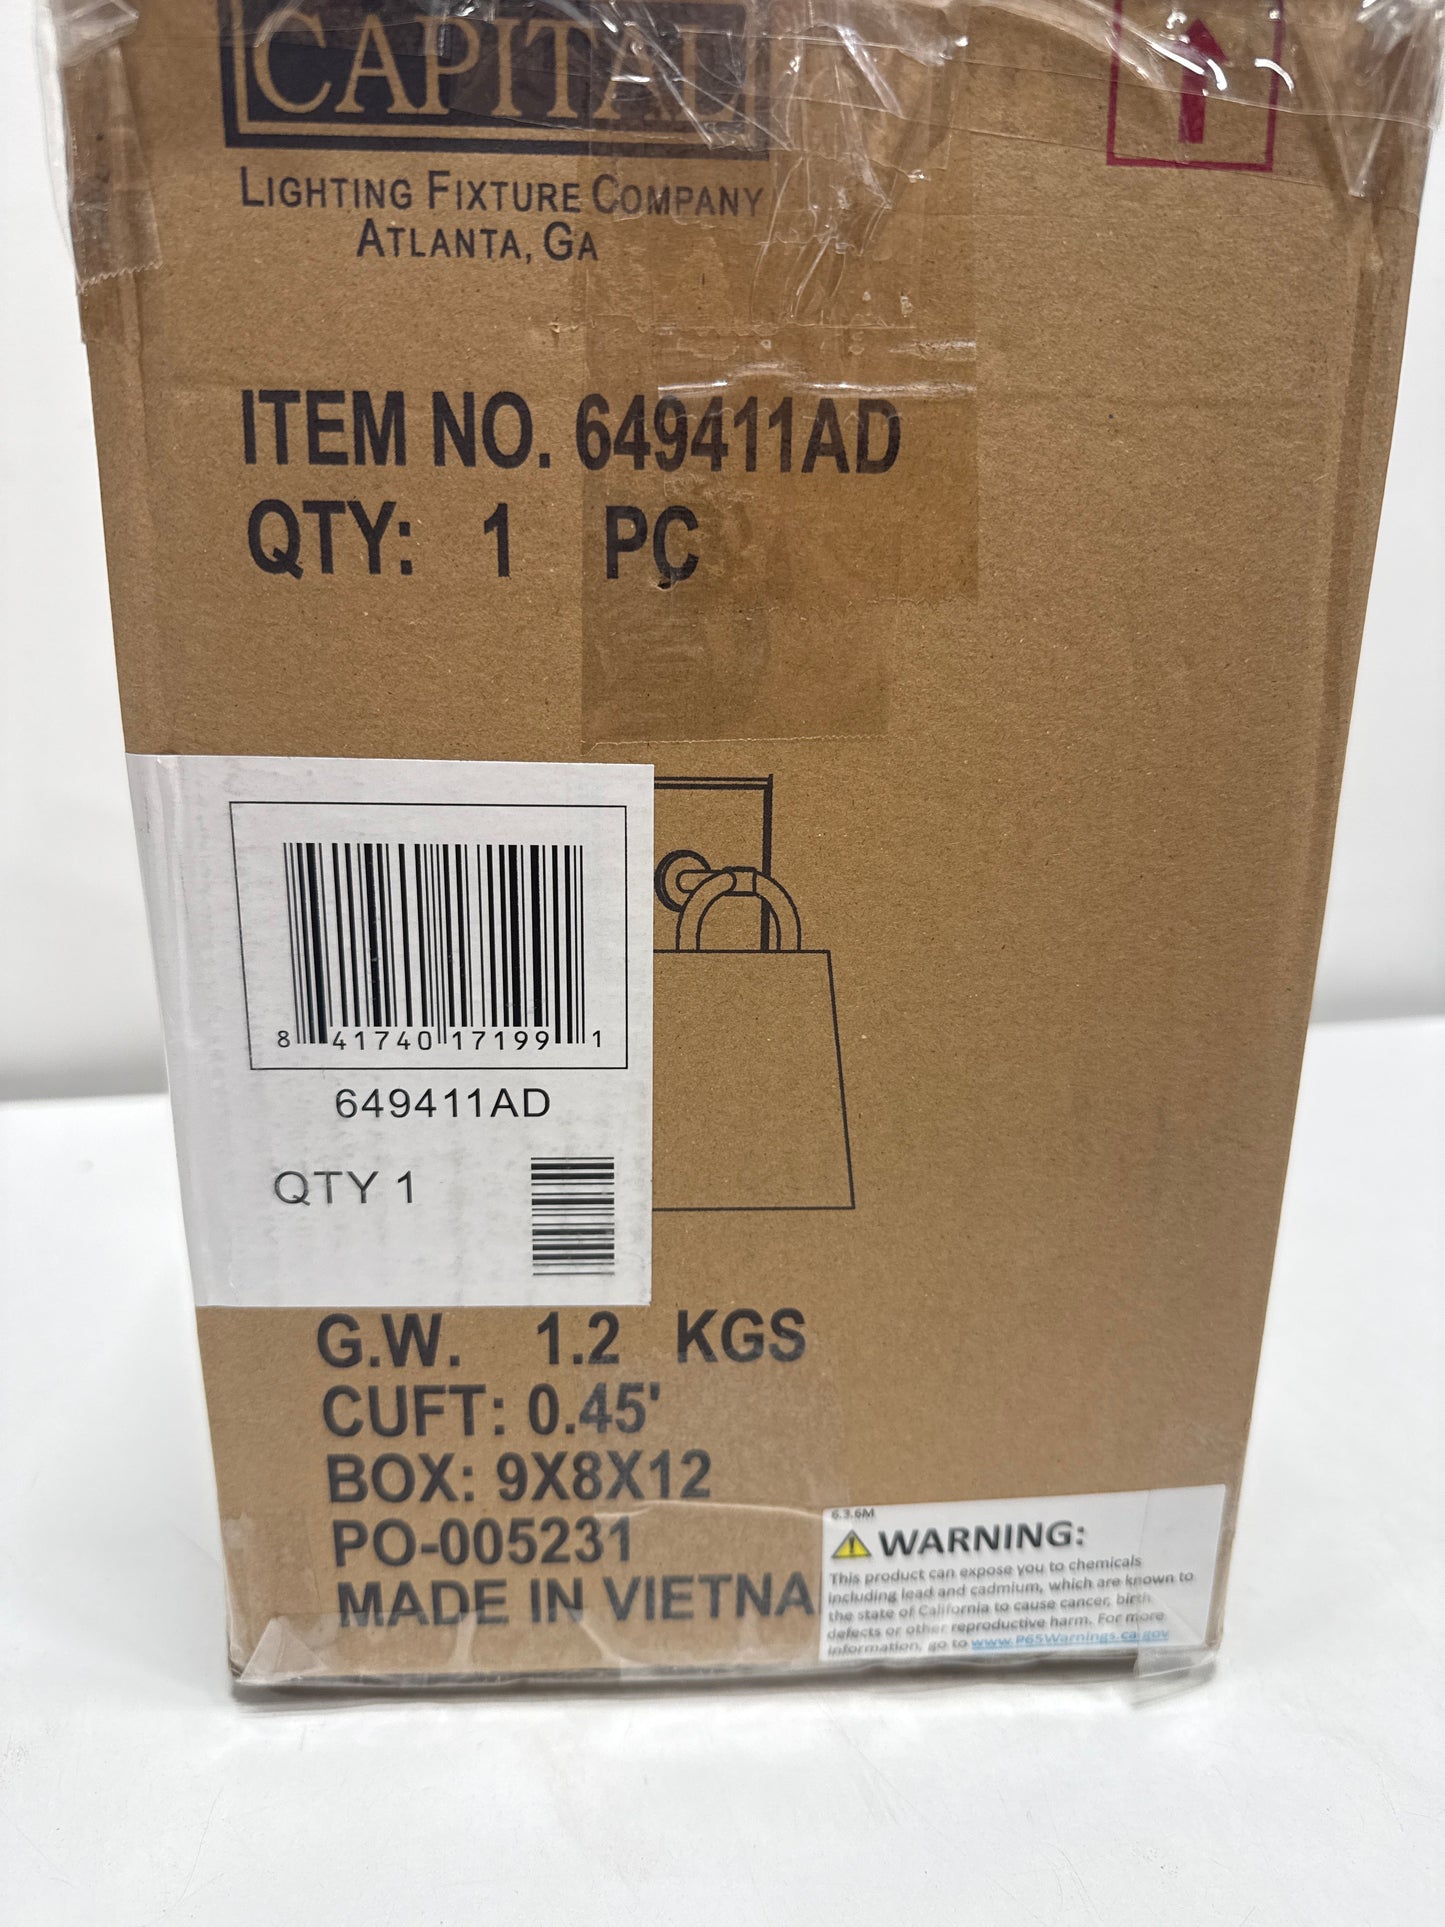 CAPITAL
LIGHTING FIXTURE COMPANY
ATLANTA, GA
ITEM NO. 649411AD
QTY: 1 PC
8 41740 17199 1
649411AD
QTY 1
G.W. 1.2 KGS
CUFT: 0.45'
BOX: 9X8X12
PO-005231
MADE IN VIETNA
6.3.6M
WARNING:
This product can expose you to chemicals
including lead and cadmium, which are known to
the state of California to cause cancer, birth
defects or other reproductive harm. For more
information, go to www.P65Warnings.ca.gov